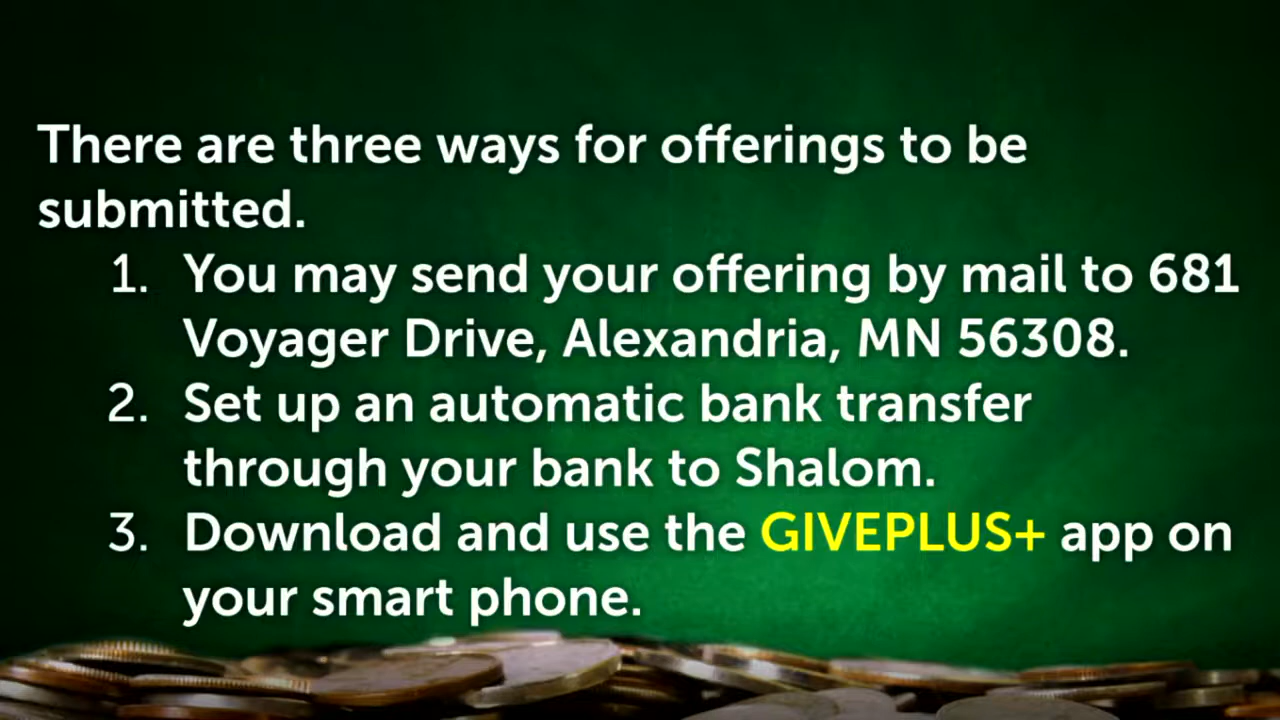 There are three ways for offerings to be
submitted.
1. You may send your offering by mail to 681
Voyager Drive, Alexandria, MN 56308.
2. Set up an automatic bank transfer
through your bank to Shalom.
3. Download and use the GIVEPLUS+ app on
your smart phone.